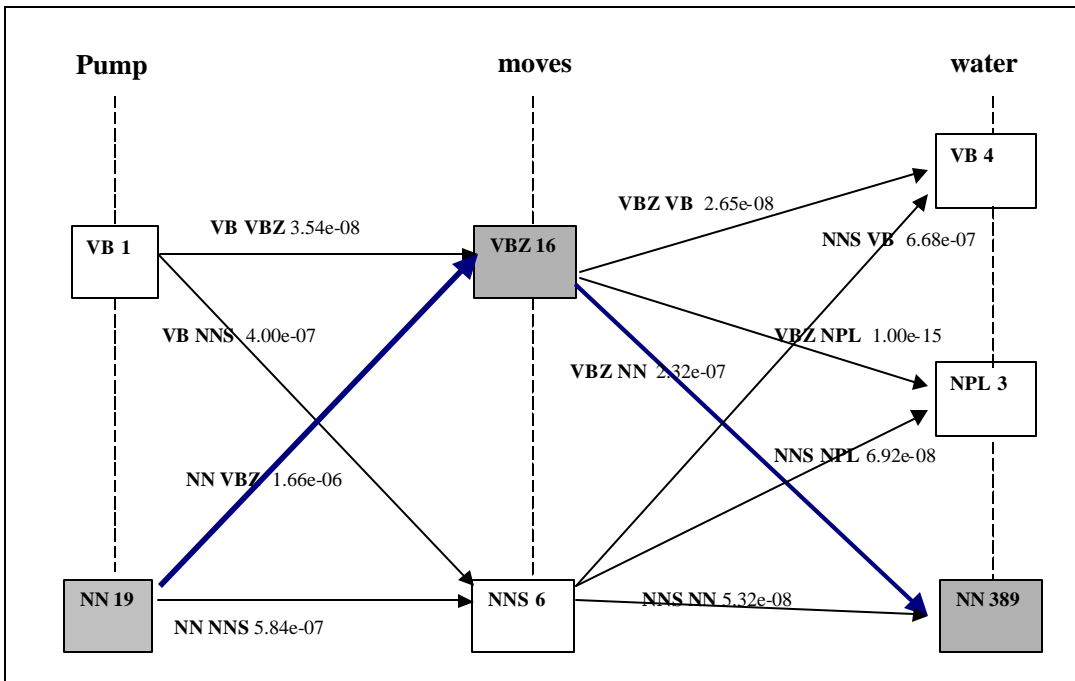 Pump
moves
water
VB 4
VBZ VB 2.65e-08
VB VBZ 3.54e-08
NNS VB 6.68e-07
VB 1
VBZ 16
VB NNS 4.00e-07
VBZ NPL 1.00e-15
VBZ NN 2.32e-07
NPL 3
NNS NPL 6.92e-08
NN VBZ 1.66e-06
NN 19
NNS 6
NNS NN 5.32e-08
NN 389
NN NNS 5.84e-07